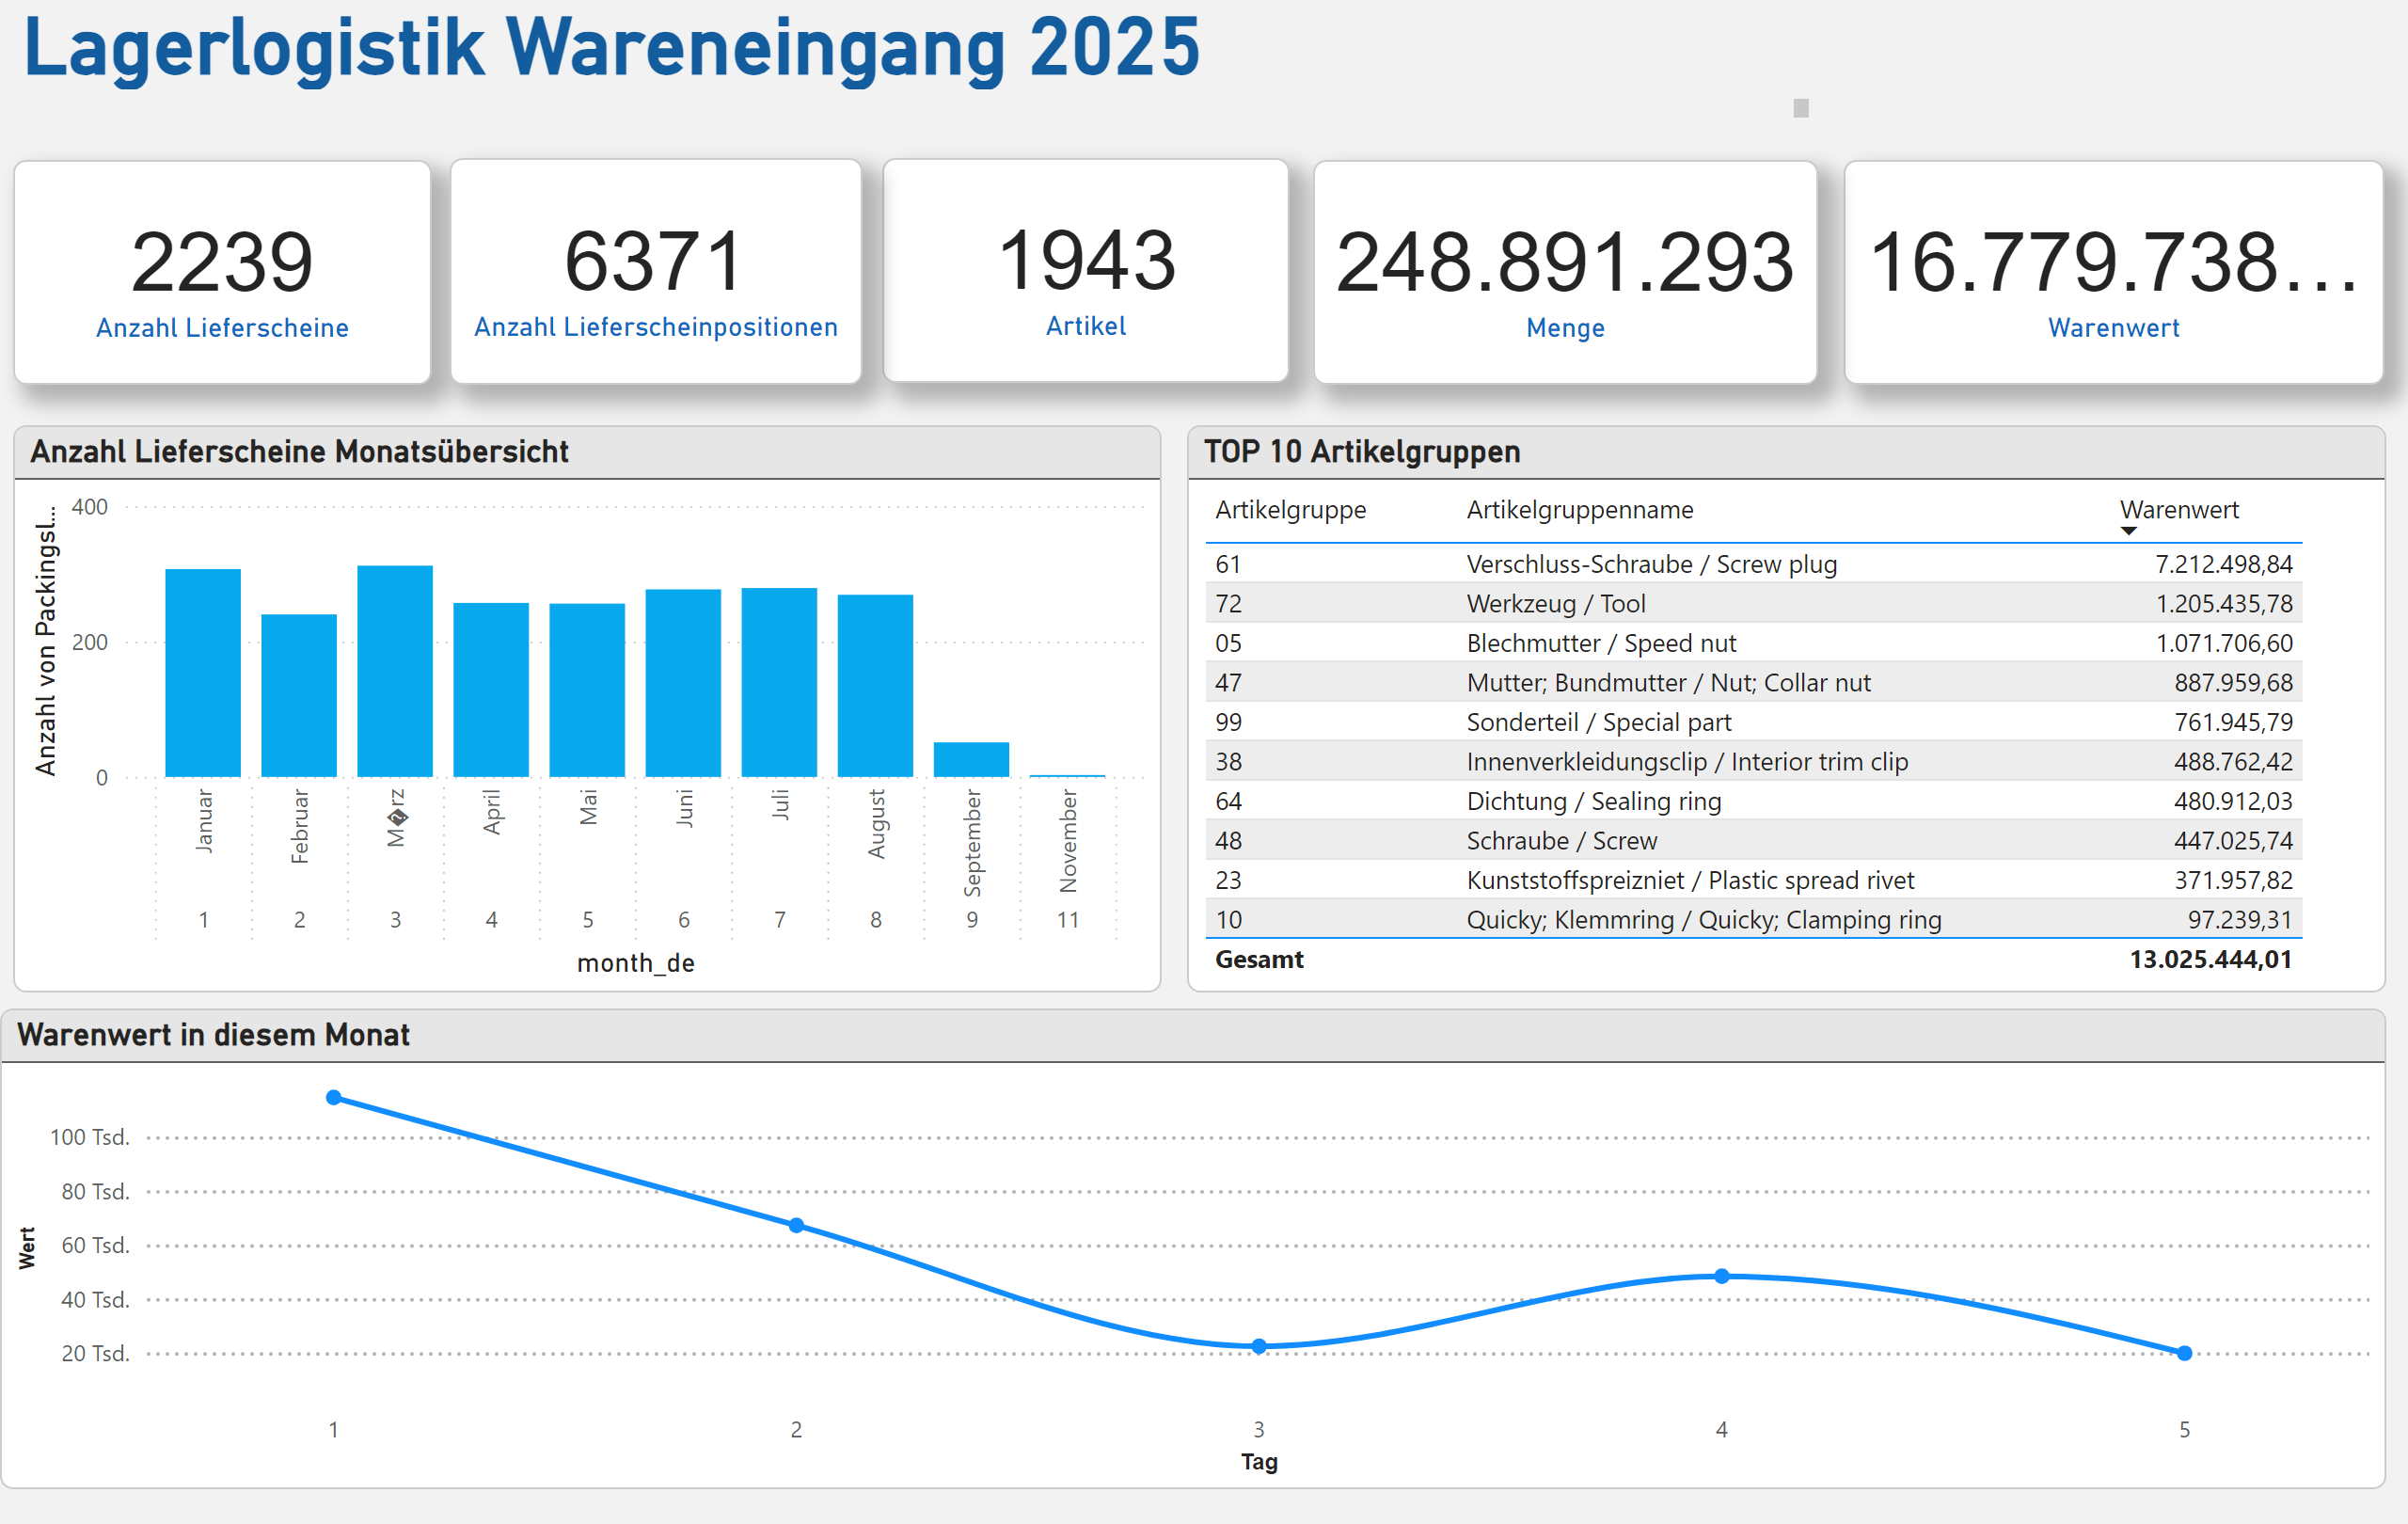 Lagerlogistik Wareneingang 2025
2239
Anzahl Lieferscheine
6371
Anzahl Lieferscheinpositionen
1943
Artikel
248.891.293
Menge
16.779.738...
Warenwert
Anzahl Lieferscheine Monatsübersicht
Anzahl von Packingsl...
400
200
0
Januar
Februar
M�rz
April
Mai
Juni
Juli
August
September
November
1 2 3 4 5 6 7 8 9 11
month_de
TOP 10 Artikelgruppen
Artikelgruppe Artikelgruppenname Warenwert
61 Verschluss-Schraube / Screw plug 7.212.498,84
72 Werkzeug / Tool 1.205.435,78
05 Blechmutter / Speed nut 1.071.706,60
47 Mutter; Bundmutter / Nut; Collar nut 887.959,68
99 Sonderteil / Special part 761.945,79
38 Innenverkleidungsclip / Interior trim clip 488.762,42
64 Dichtung / Sealing ring 480.912,03
48 Schraube / Screw 447.025,74
23 Kunststoffspreizniet / Plastic spread rivet 371.957,82
10 Quicky; Klemmring / Quicky; Clamping ring 97.239,31
Gesamt 13.025.444,01
Warenwert in diesem Monat
Wert
100 Tsd.
80 Tsd.
60 Tsd.
40 Tsd.
20 Tsd.
1 2 3 4 5
Tag